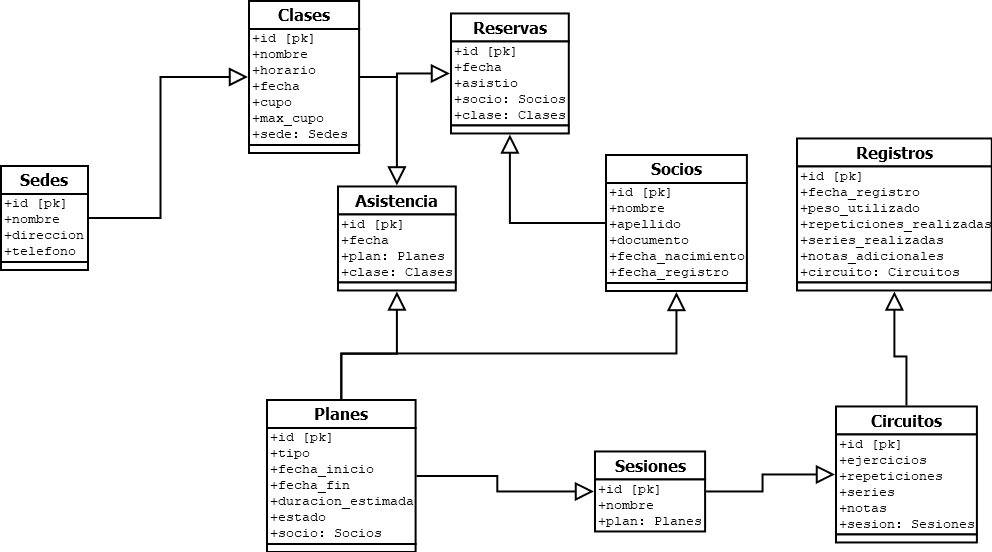 Clases
+id [pk]
+nombre
+horario
+fecha
+cupo
+max_cupo
+sede: Sedes
Reservas
+id [pk]
+fecha
+asistio
+socio: Socios
+clase: Clases
Registros
+id [pk]
+fecha_registro
+peso_utilizado
+repeticiones_realizadas
+series_realizadas
+notas_adicionales
+circuito: Circuitos
Socios
+id [pk]
+nombre
+apellido
+documento
+fecha_nacimiento
+fecha_registro
Sedes
+id [pk]
+nombre
+direccion
+telefono
Asistencia
+id [pk]
+fecha
+plan: Planes
+clase: Clases
Planes
+id [pk]
+tipo
+fecha_inicio
+fecha_fin
+duracion_estimada
+estado
+socio: Socios
Sesiones
+id [pk]
+nombre
+plan: Planes
Circuitos
+id [pk]
+ejercicios
+repeticiones
+series
+notas
+sesion: Sesiones